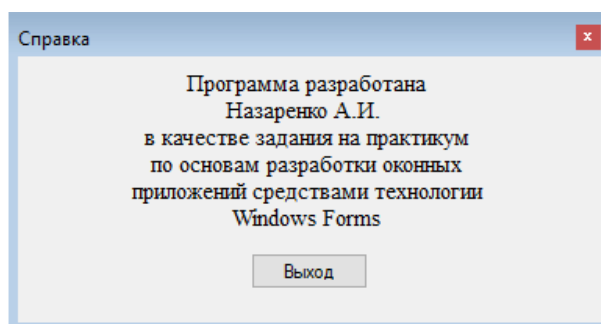 Справка
x
Программа разработана
Назаренко А.И.
в качестве задания на практикум
по основам разработки оконных
приложений средствами технологии
Windows Forms
Выход